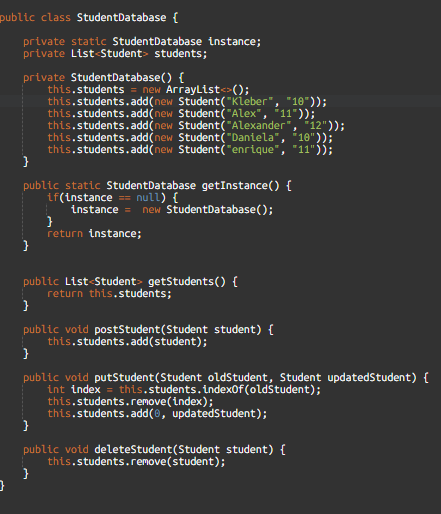 public class StudentDatabase {
private static StudentDatabase instance;
private List<Student> students;
private StudentDatabase() {
this.students = new ArrayList<>();
this.students.add(new Student("Kleber", "10"));
this.students.add(new Student("Alex", "11"));
this.students.add(new Student("Alexander", "12"));
this.students.add(new Student("Daniela", "10"));
this.students.add(new Student("enrique", "11"));
}
public static StudentDatabase getInstance() {
if(instance == null) {
instance =  new StudentDatabase();
}
return instance;
}
public List<Student> getStudents() {
return this.students;
}
public void postStudent(Student student) {
this.students.add(student);
}
public void putStudent(Student oldStudent, Student updatedStudent) {
int index = this.students.indexOf(oldStudent);
this.students.remove(index);
this.students.add(0, updatedStudent);
}
public void deleteStudent(Student student) {
this.students.remove(student);
}
}